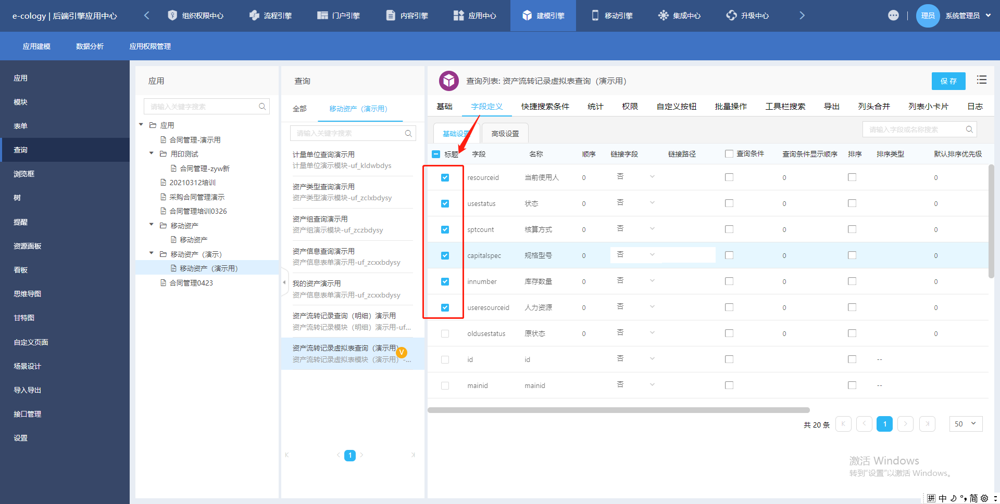 e-cology | 后端引擎应用中心
组织权限中心
流程引擎
门户引擎
内容引擎
应用中心
建模引擎
移动引擎
集成中心
升级中心
理员
系统管理员
应用建模
数据分析
应用权限管理
应用
模块
表单
查询
浏览框
树
提醒
资源面板
看板
思维导图
甘特图
自定义页面
场景设计
导入导出
接口管理
设置
应用
请输入关键字搜索
应用
合同管理-演示用
用印测试
合同管理-zyw新
20210312培训
采购合同管理演示
合同管理培训0326
移动资产
移动资产
移动资产（演示）
移动资产（演示用）
合同管理0423
查询
全部
移动资产（演示用）
请输入关键字搜索
计量单位查询演示用
计量单位演示模块-uf_kldwbdys
资产类型查询演示用
资产类型演示模块-uf_zclxbdysy
资产组查询演示用
资产组演示模块-uf_zczbdysy
资产信息查询演示用
资产信息表单演示用-uf_zcxxbdysy
我的资产演示用
资产信息表单演示用-uf_zcxxbdysy
资产流转记录查询（明细）演示用
资产流转记录模块（明细）演示用-uf...
资产流转记录虚拟表查询（演示用）
V
资产流转记录虚拟表模块（演示用）-...
1
查询列表: 资产流转记录虚拟表查询（演示用）
保 存
基础
字段定义
快捷搜索条件
统计
权限
自定义按钮
批量操作
工具栏搜索
导出
列头合并
列表小卡片
日志
基础设置
高级设置
请输入字段或名称搜索
标题 字段 名称 顺序 链接字段 链接路径 查询条件 查询条件显示顺序 排序 排序类型 默认排序优先级
resourceid 当前使用人 0 否 0 0
usestatus 状态 0 否 0 0
sptcount 核算方式 0 否 0 0
capitalspec 规格型号 0 否 0 0
innumber 库存数量 0 否 0 0
useresourceid 人力资源 0 否 0 0
oldusestatus 原状态 0 否 0 0
id id 否 --
mainid mainid 否 --
共 20 条
1
50
激活 Windows
转到"设置"以激活 Windows。
拼 中 简